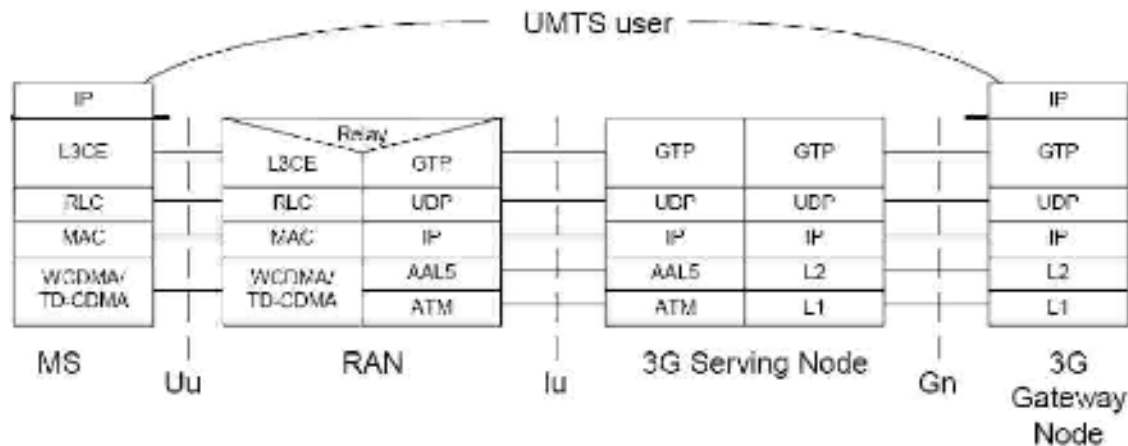 UMTS user
IP
IP
L3CE
Relay
L3CE
GTP
GTP
GTP
GTP
RLC
RLC
UDP
UDP
UDP
UDP
MAC
MAC
IP
IP
IP
IP
WCDMA/
TD-CDMA
WCDMA/
TD-CDMA
AAL5
AAL5
L2
L2
ATM
ATM
L1
L1
MS
Uu
RAN
Iu
3G Serving Node
Gn
3G
Gateway
Node